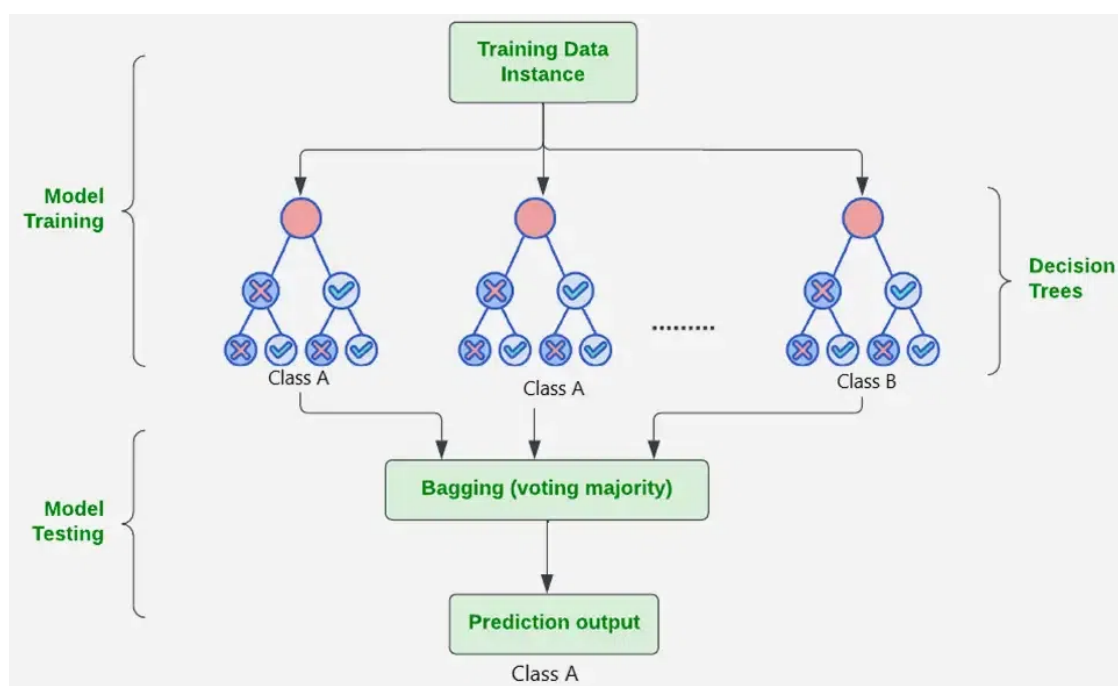 Training Data
Instance
Model
Training
Decision
Trees
Class A
Class A
.........
Class B
Bagging (voting majority)
Model
Testing
Prediction output
Class A